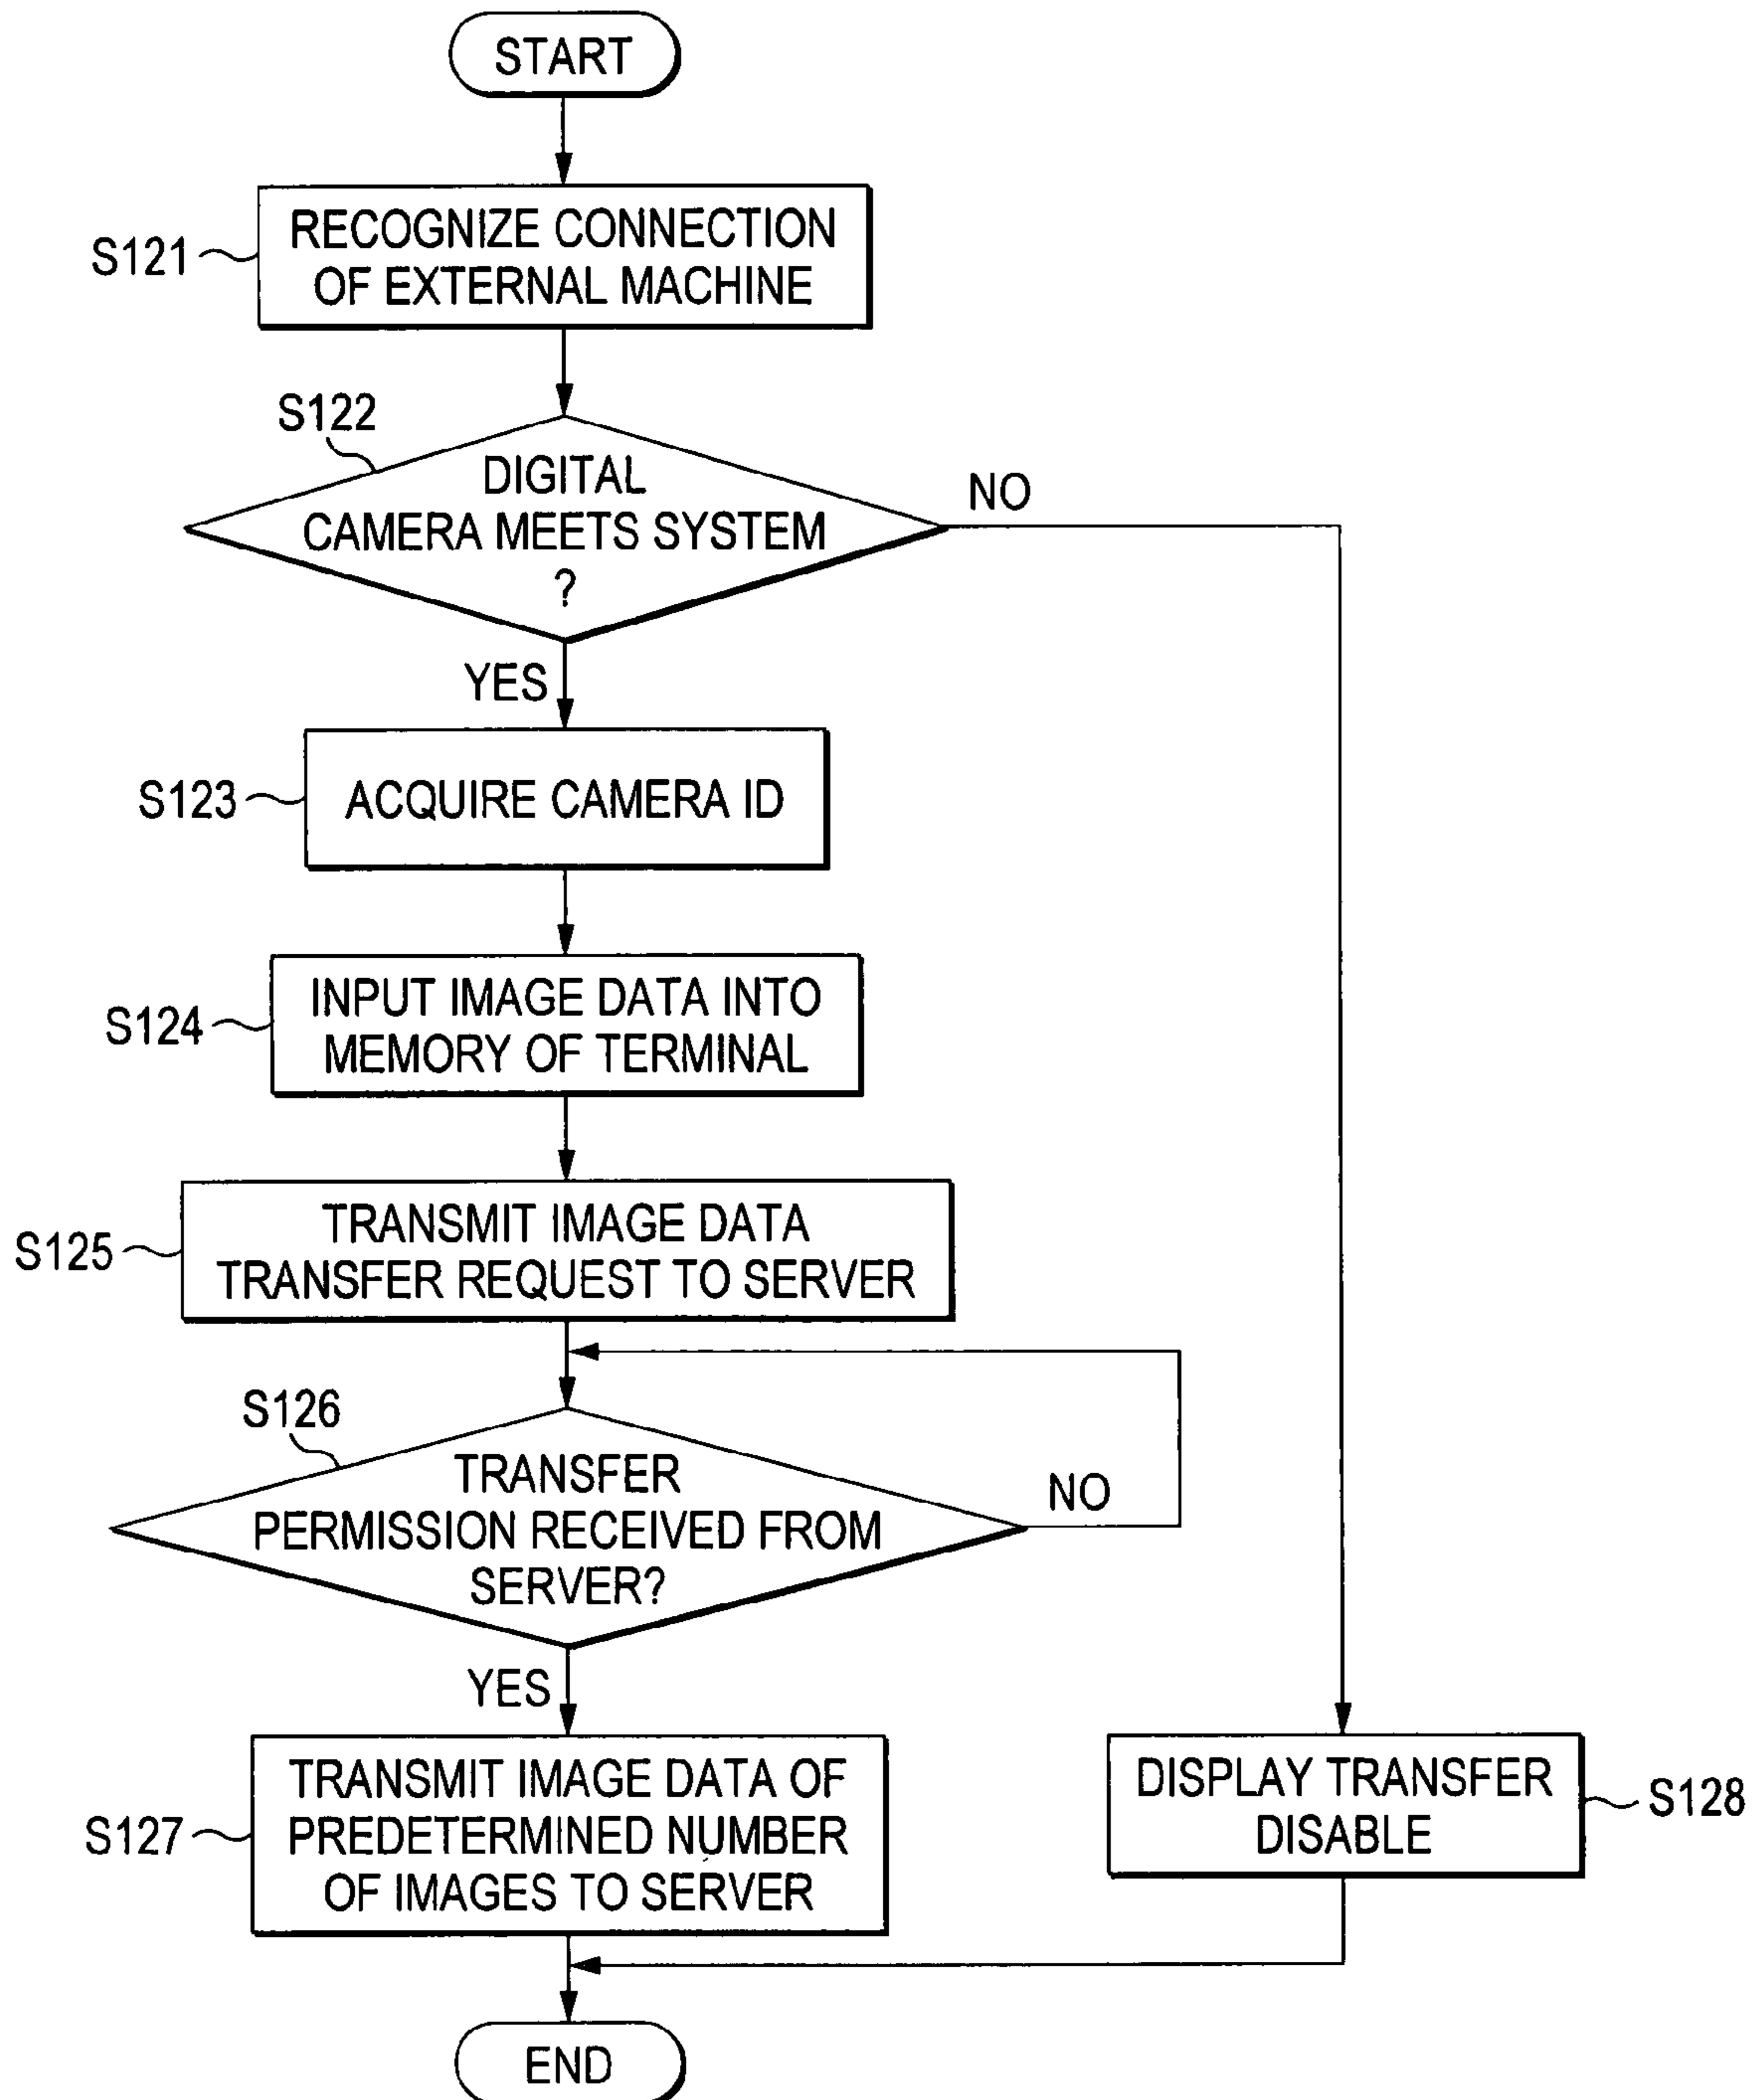 START
S121
RECOGNIZE CONNECTION
OF EXTERNAL MACHINE
S122
DIGITAL
CAMERA MEETS SYSTEM
?
NO
YES
S123
ACQUIRE CAMERA ID
S124
INPUT IMAGE DATA INTO
MEMORY OF TERMINAL
S125
TRANSMIT IMAGE DATA
TRANSFER REQUEST TO SERVER
S126
TRANSFER
PERMISSION RECEIVED FROM
SERVER?
NO
YES
S127
TRANSMIT IMAGE DATA OF
PREDETERMINED NUMBER
OF IMAGES TO SERVER
DISPLAY TRANSFER
DISABLE
S128
END